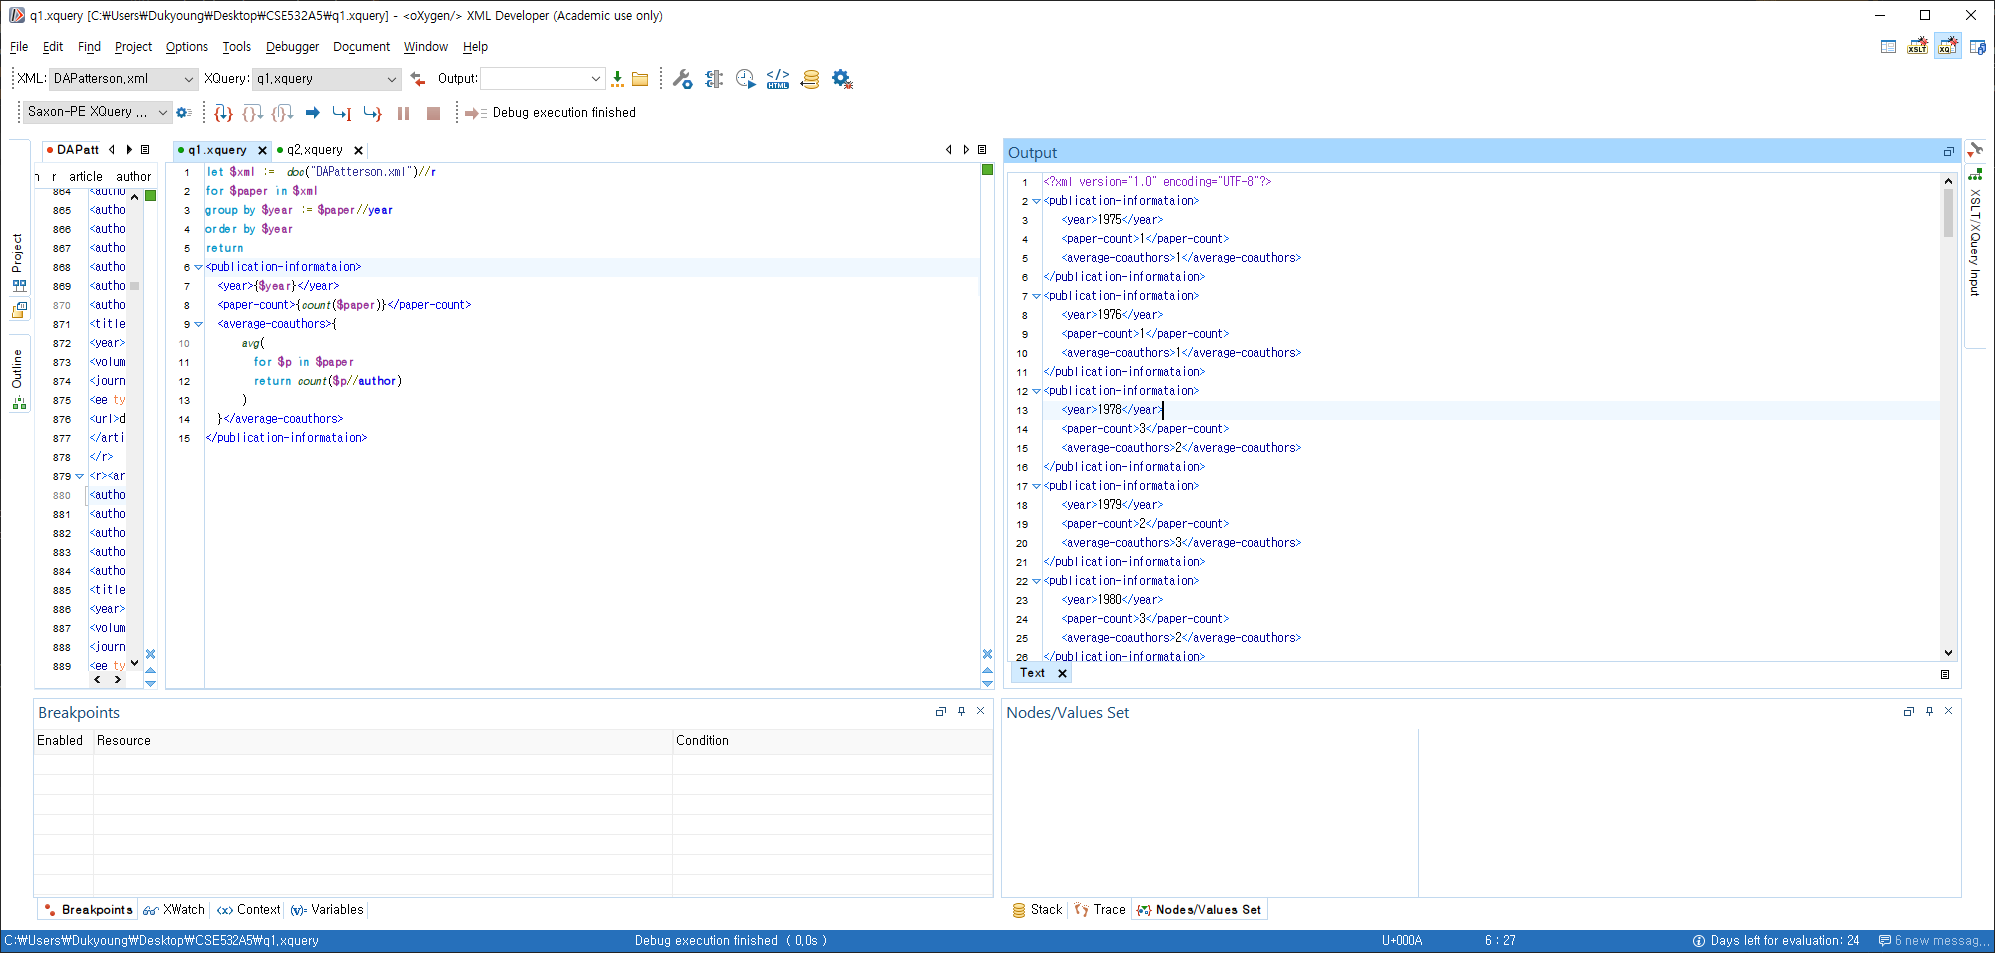 q1.xquery [C:₩Users₩Dukyoung₩Desktop₩CSE532A5₩q1.xquery] - <oXygen/> XML Developer (Academic use only)
File Edit Find Project Options Tools Debugger Document Window Help
XML: DAPatterson.xml XQuery: q1.xquery Output:
Saxon-PE XQuery ... Debug execution finished
Project
Outline
DAPatt
r article author
864 <autho
865 <autho
866 <autho
867 <autho
868 <autho
869 <autho
870 <autho
871 <title
872 <year>
873 <volum
874 <journ
875 <ee ty
876 <url>d
877 </arti
878 </r>
879 <r><ar
880 <autho
881 <autho
882 <autho
883 <autho
884 <autho
885 <title
886 <year>
887 <volum
888 <journ
889 <ee ty
q1.xquery q2.xquery
1 let $xml := doc("DAPatterson.xml")//r
2 for $paper in $xml
3 group by $year := $paper//year
4 order by $year
5 return
6 <publication-informataion>
7 <year>{$year}</year>
8 <paper-count>{count($paper)}</paper-count>
9 <average-coauthors>{
10 avg(
11 for $p in $paper
12 return count($p//author)
13 )
14 }</average-coauthors>
15 </publication-informataion>
Output
1 <?xml version="1.0" encoding="UTF-8"?>
2 <publication-informataion>
3 <year>1975</year>
4 <paper-count>1</paper-count>
5 <average-coauthors>1</average-coauthors>
6 </publication-informataion>
7 <publication-informataion>
8 <year>1976</year>
9 <paper-count>1</paper-count>
10 <average-coauthors>1</average-coauthors>
11 </publication-informataion>
12 <publication-informataion>
13 <year>1978</year>
14 <paper-count>3</paper-count>
15 <average-coauthors>2</average-coauthors>
16 </publication-informataion>
17 <publication-informataion>
18 <year>1979</year>
19 <paper-count>2</paper-count>
20 <average-coauthors>3</average-coauthors>
21 </publication-informataion>
22 <publication-informataion>
23 <year>1980</year>
24 <paper-count>3</paper-count>
25 <average-coauthors>2</average-coauthors>
26 </publication-informataion>
Text
XSLT/XQuery Input
Breakpoints
Enabled Resource Condition
Breakpoints XWatch Context Variables
Nodes/Values Set
Stack Trace Nodes/Values Set
C:₩Users₩Dukyoung₩Desktop₩CSE532A5₩q1.xquery Debug execution finished ( 0.0s ) U+000A 6 : 27 Days left for evaluation: 24 6 new messag...